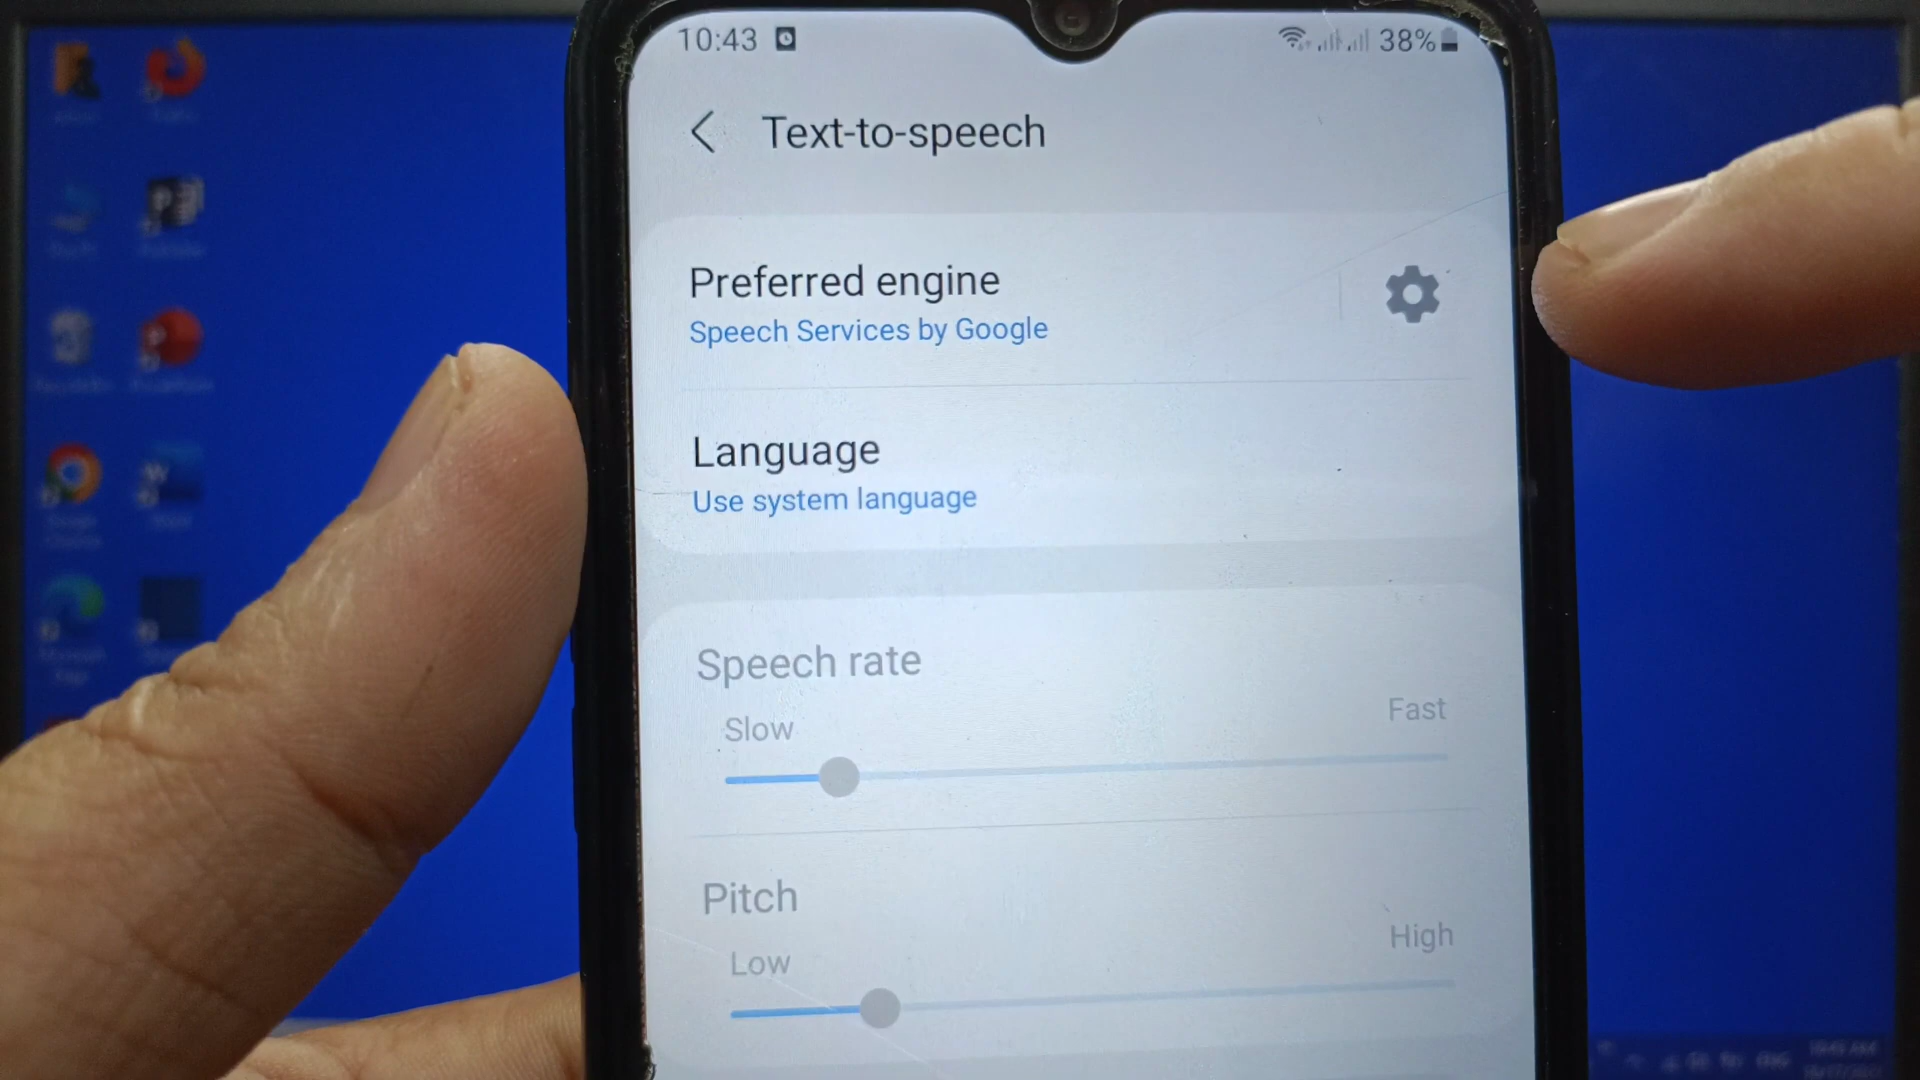 10:43 38%
Text-to-speech
Preferred engine
Speech Services by Google
Language
Use system language
Speech rate
Slow Fast
Pitch
Low High